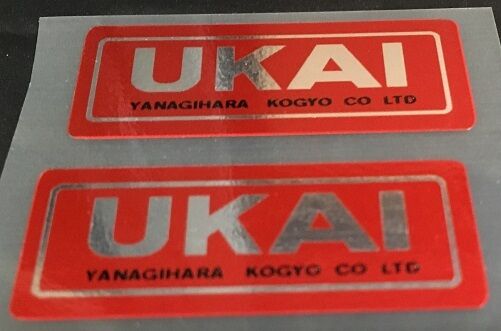 UKAI
YANAGIHARA KOGYO CO LTD
UKAI
YANAGIHARA KOGYO CO LTD